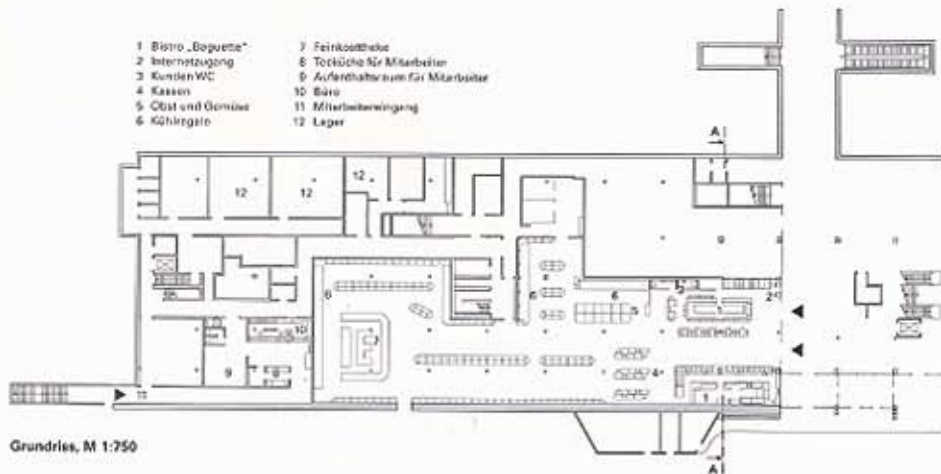 1 Bistro „Baguette"
2 Internetzugang
3 Kunden WC
4 Kassen
5 Obst und Gemüse
6 Kühlregale
7 Feinkosttheke
8 Teeküche für Mitarbeiter
9 Aufenthaltsraum für Mitarbeiter
10 Büro
11 Mitarbeitereingang
12 Lager
A
12
12
12
6
6
6
5
2
7
10
9
8
4
1
11
A
Grundriss, M 1:750